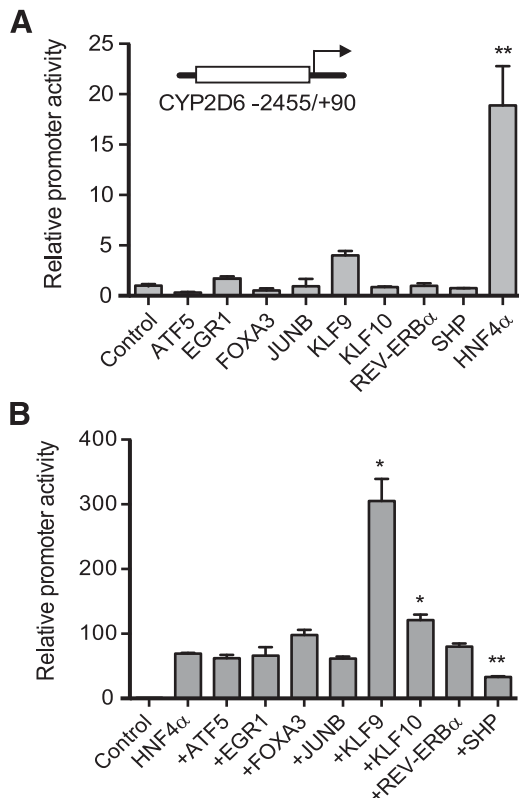 A
Relative promoter activity
25
20
15
10
5
0
CYP2D6 -2455/+90
**
Control
ATF5
EGR1
FOXA3
JUNB
KLF9
KLF10
REV-ERBα
SHP
HNF4α
B
Relative promoter activity
400
300
200
100
0
*
*
**
Control
HNF4α
+ATF5
+EGR1
+FOXA3
+JUNB
+KLF9
+KLF10
+REV-ERBα
+SHP